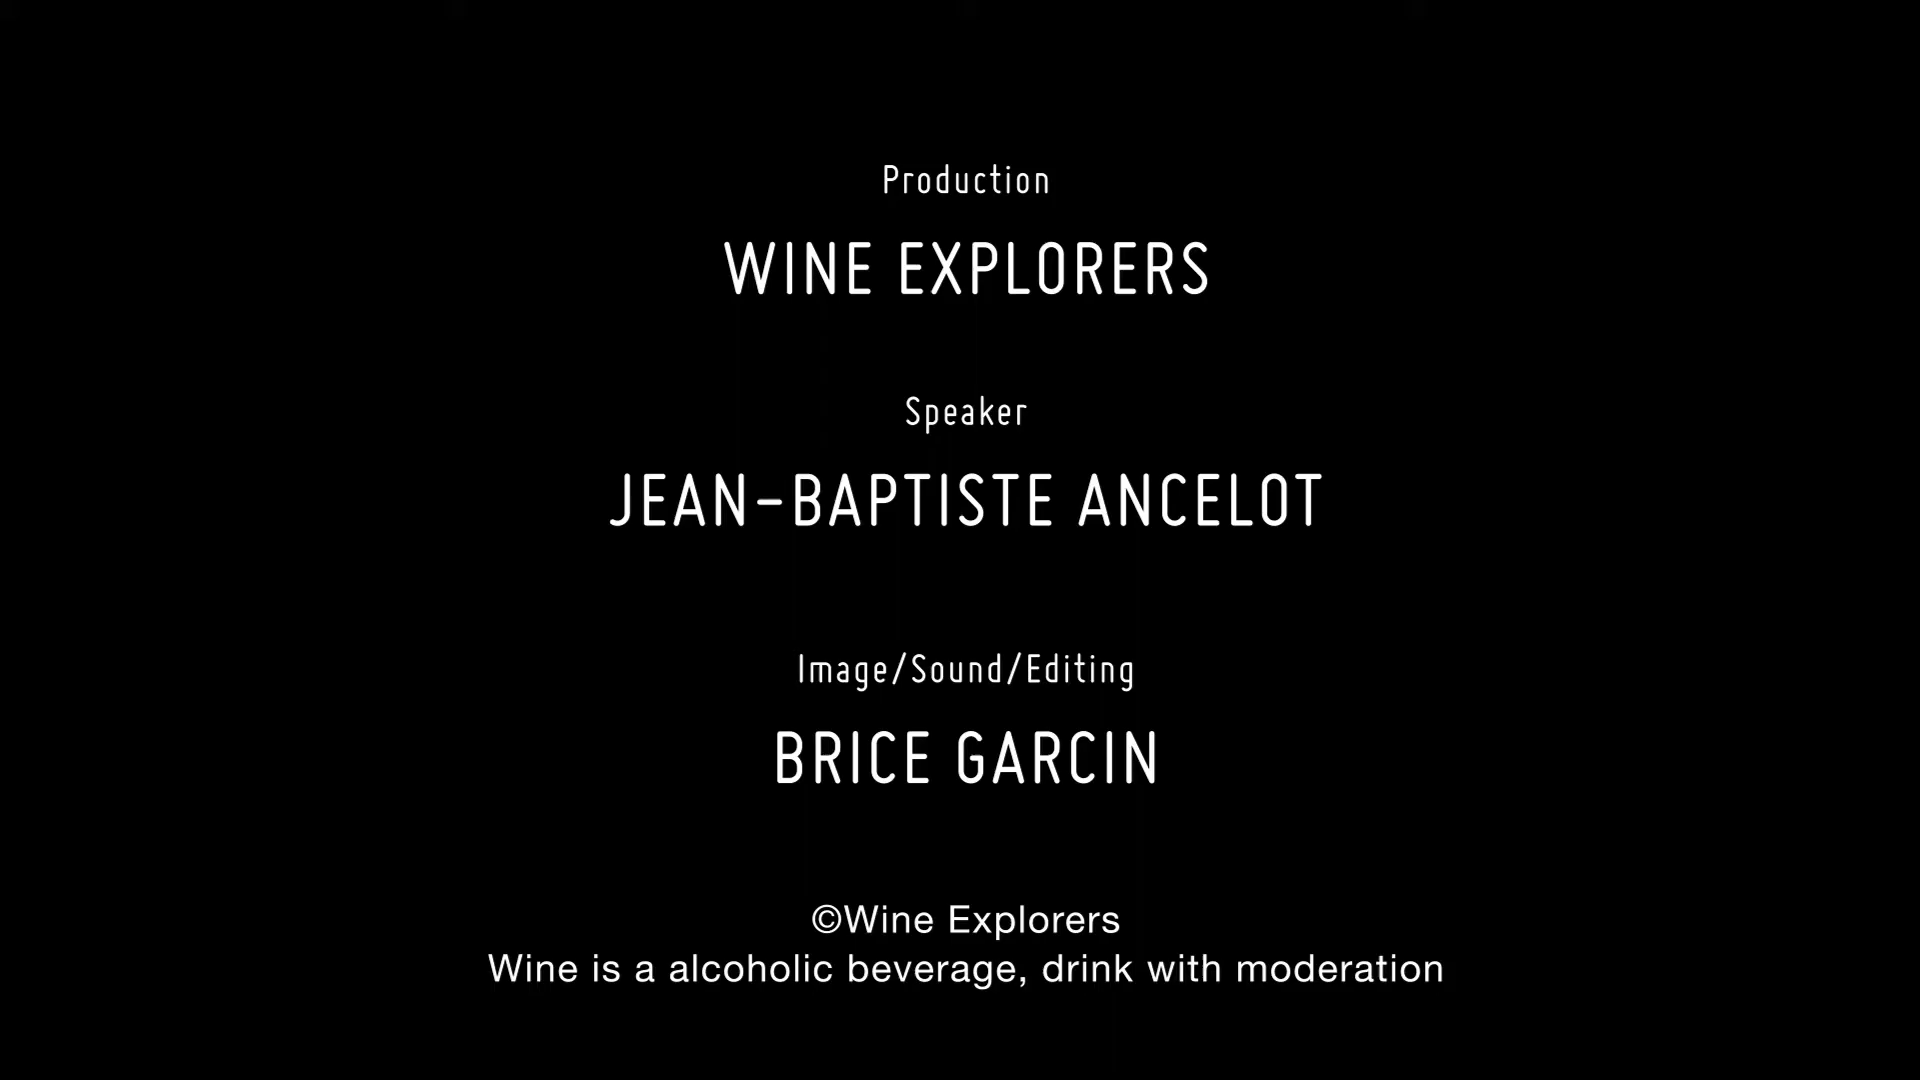 Production
WINE EXPLORERS
Speaker
JEAN-BAPTISTE ANCELOT
Image/Sound/Editing
BRICE GARCIN
©Wine Explorers
Wine is a alcoholic beverage, drink with moderation